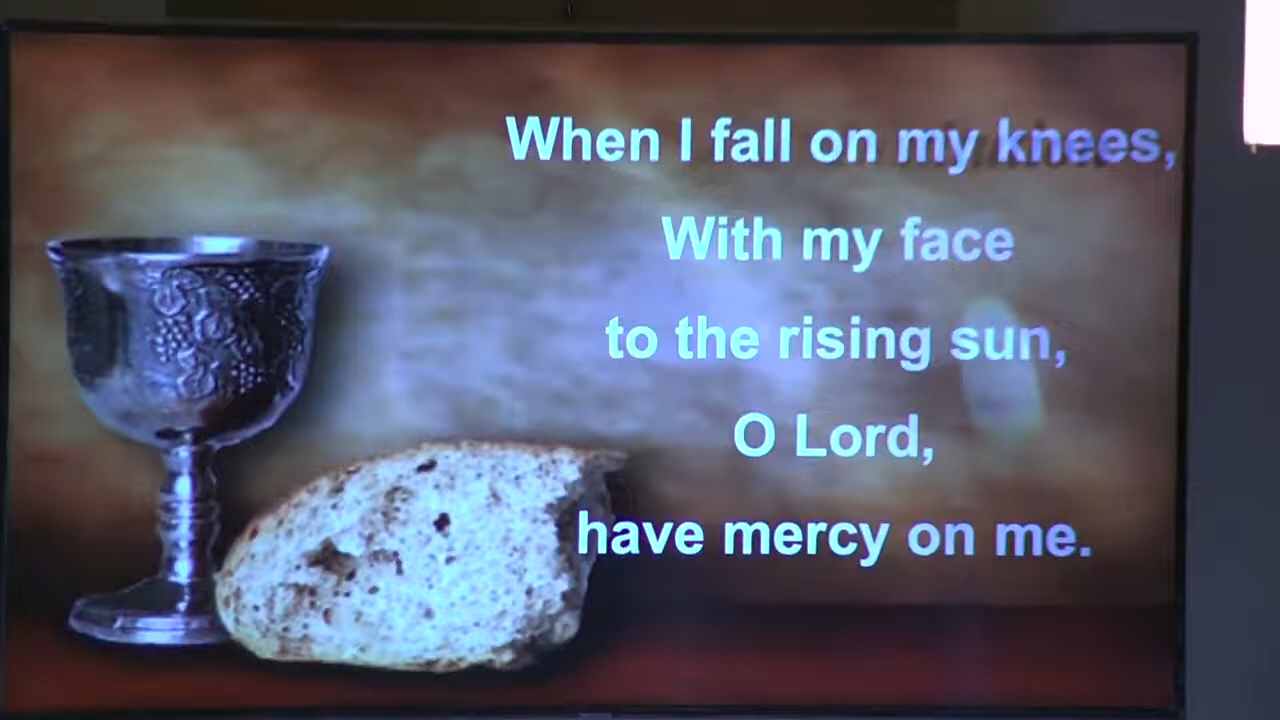 When I fall on my knees,
With my face
to the rising sun,
O Lord,
have mercy on me.